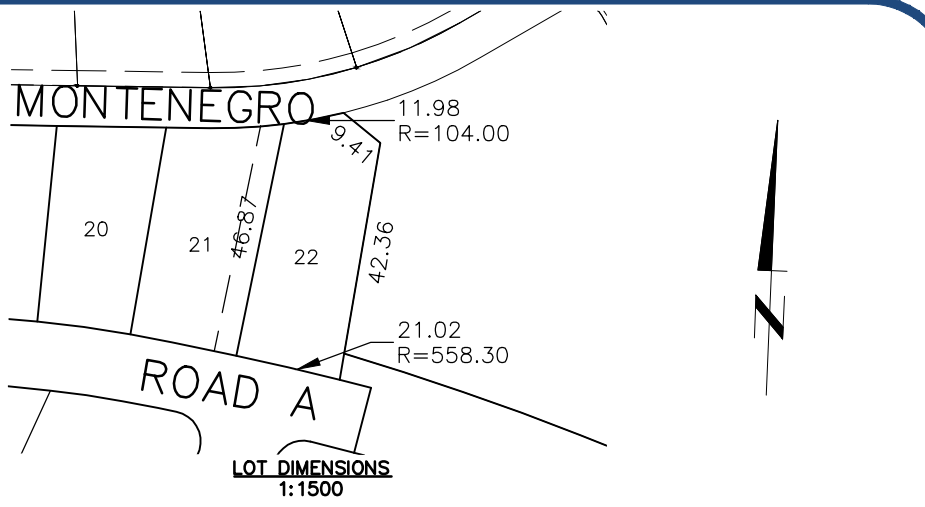 MONTENEGRO
11.98
R=104.00
9.41
20
21
46.87
22
42.36
21.02
R=558.30
ROAD A
LOT DIMENSIONS
1:1500
N